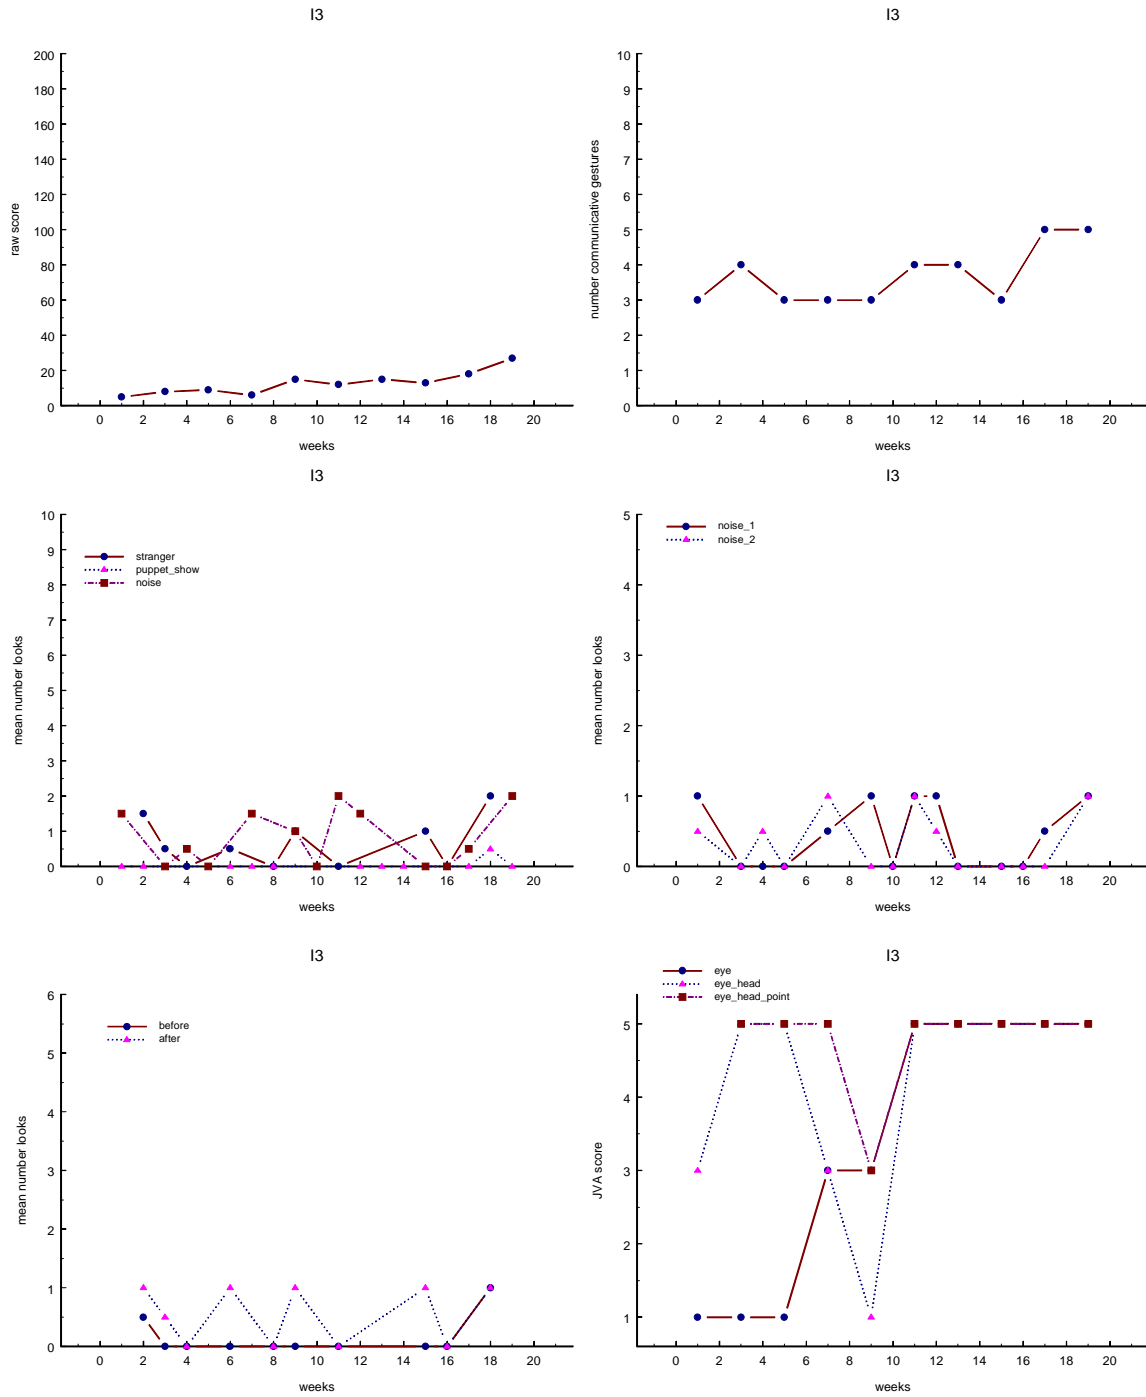 I3
200
180
160
140
120
100
80
60
40
20
0
raw score
0 2 4 6 8 10 12 14 16 18 20
weeks
I3
10
9
8
7
6
5
4
3
2
1
0
number communicative gestures
0 2 4 6 8 10 12 14 16 18 20
weeks
I3
10
9
8
7
6
5
4
3
2
1
0
mean number looks
stranger
puppet_show
noise
0 2 4 6 8 10 12 14 16 18 20
weeks
I3
5
4
3
2
1
0
mean number looks
noise_1
noise_2
0 2 4 6 8 10 12 14 16 18 20
weeks
I3
6
5
4
3
2
1
0
mean number looks
before
after
0 2 4 6 8 10 12 14 16 18 20
weeks
I3
eye
eye_head
eye_head_point
5
4
3
2
1
JVA score
0 2 4 6 8 10 12 14 16 18 20
weeks